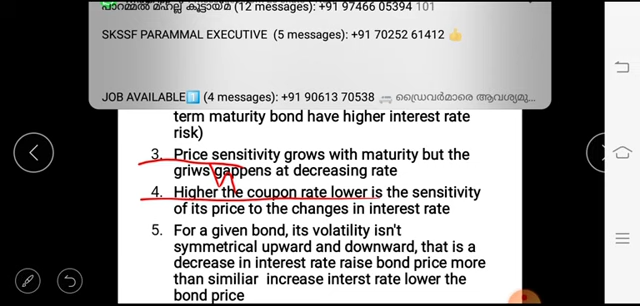 പാറമ്മൽ മഹല്ല് കൂട്ടായ്മ (12 messages): +91 97466 05394 101
SKSSF PARAMMAL EXECUTIVE (5 messages): +91 70252 61412 👍
JOB AVAILABLE1️⃣ (4 messages): +91 90613 70538 🚐 ഡ്രൈവർമാരെ ആവശ്യമു...
term maturity bond have higher interest rate
risk)
3. Price sensitivity grows with maturity but the
griws gappens at decreasing rate
4. Higher the coupon rate lower is the sensitivity
of its price to the changes in interest rate
5. For a given bond, its volatility isn't
symmetrical upward and downward, that is a
decrease in interest rate raise bond price more
than similiar increase interst rate lower the
bond price